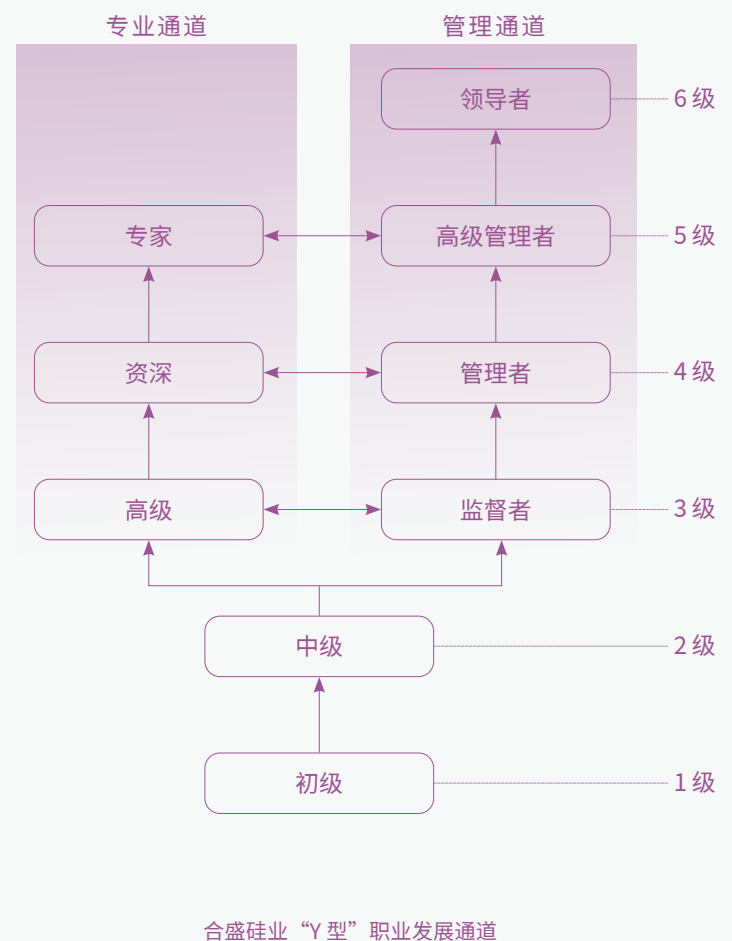 专业通道 管理通道
领导者 6 级
专家 高级管理者 5 级
资深 管理者 4 级
高级 监督者 3 级
中级 2 级
初级 1 级
合盛硅业“Y 型”职业发展通道